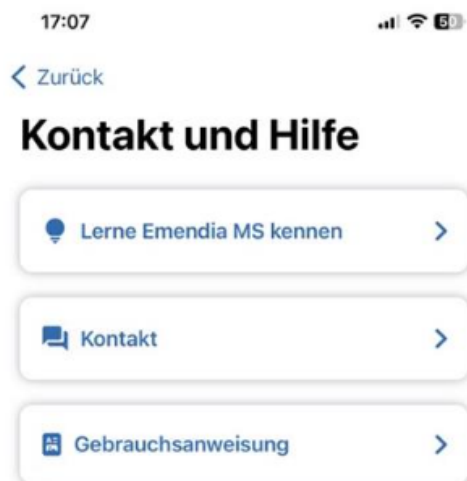 17:07
50
Zurück
Kontakt und Hilfe
Lerne Emendia MS kennen
Kontakt
Gebrauchsanweisung